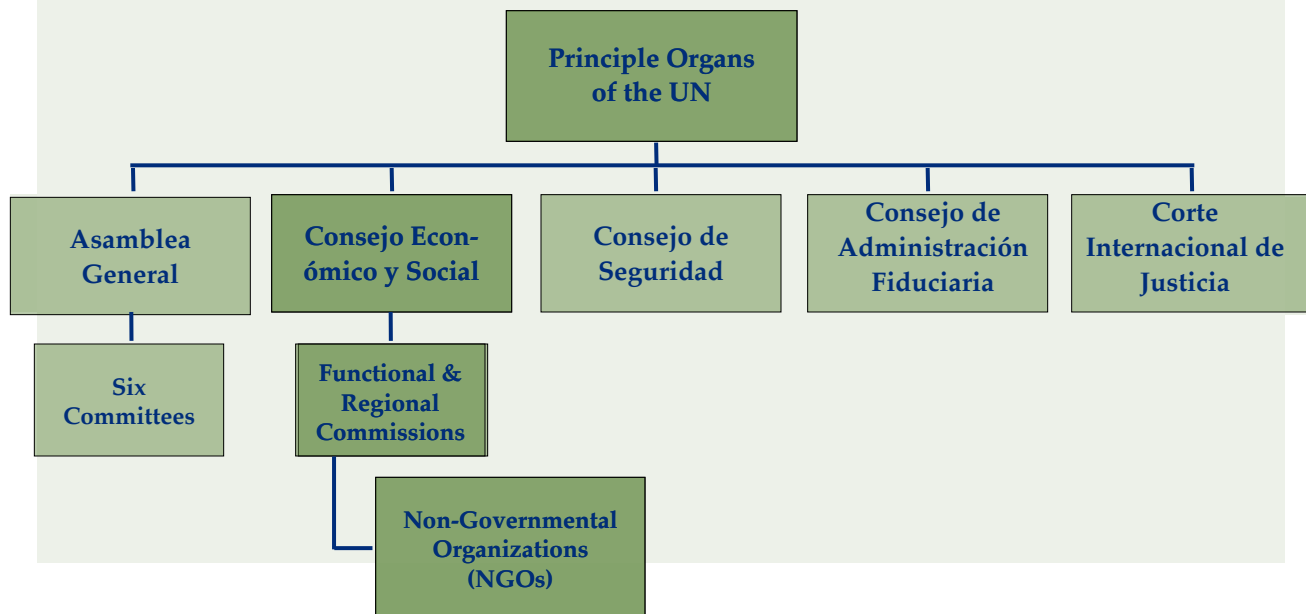 Principle Organs
of the UN
Asamblea
General
Consejo Econ-
ómico y Social
Consejo de
Seguridad
Consejo de
Administración
Fiduciaria
Corte
Internacional de
Justicia
Six
Committees
Functional &
Regional
Commissions
Non-Governmental
Organizations
(NGOs)